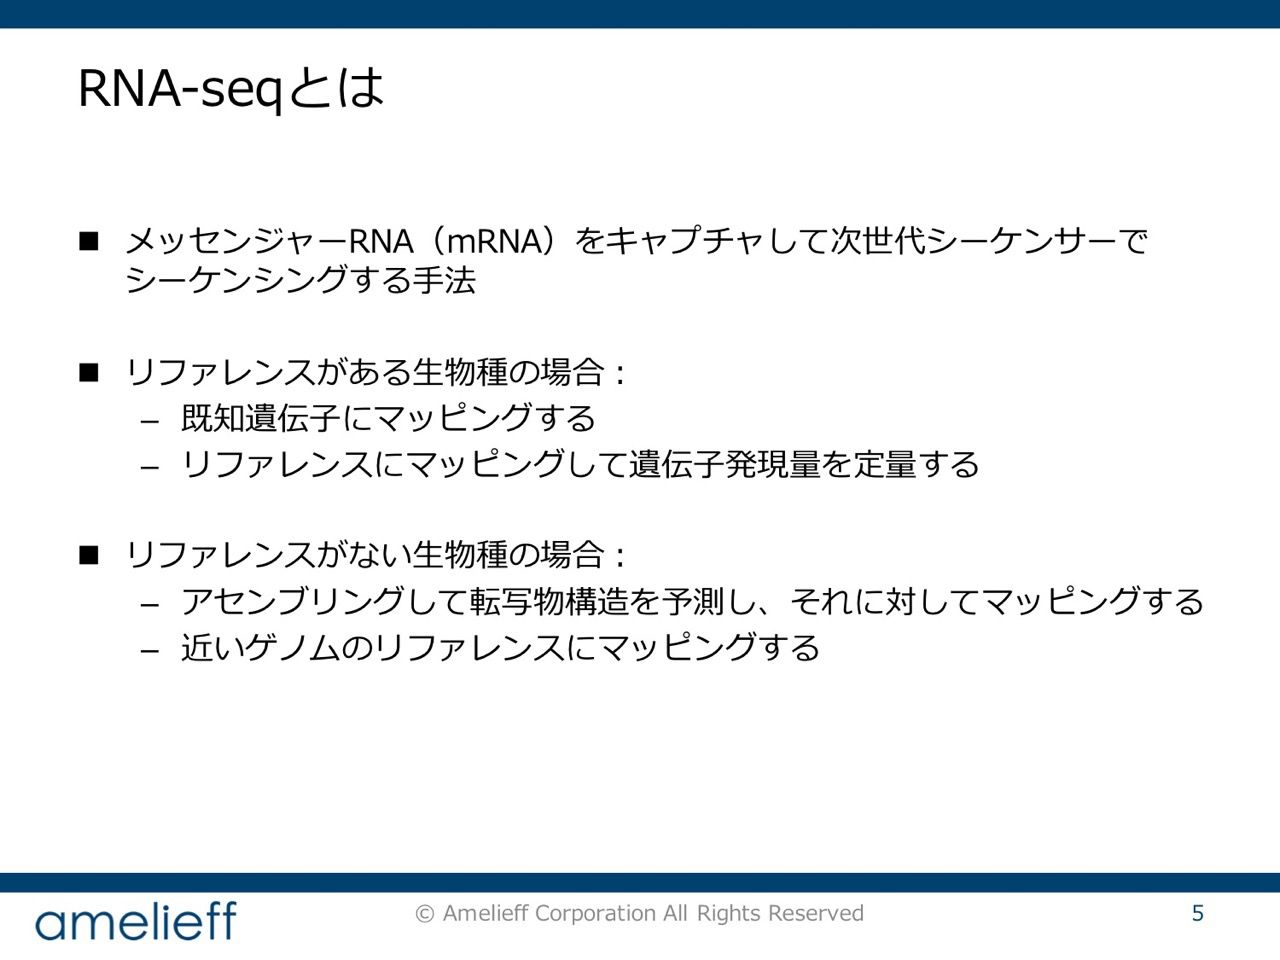 RNA-seqとは
■ メッセンジャーRNA（mRNA）をキャプチャして次世代シーケンサーで
シーケンシングする手法
■ リファレンスがある生物種の場合：
– 既知遺伝子にマッピングする
– リファレンスにマッピングして遺伝子発現量を定量する
■ リファレンスがない生物種の場合：
– アセンブリングして転写物構造を予測し、それに対してマッピングする
– 近いゲノムのリファレンスにマッピングする
amelieff
© Amelieff Corporation All Rights Reserved
5